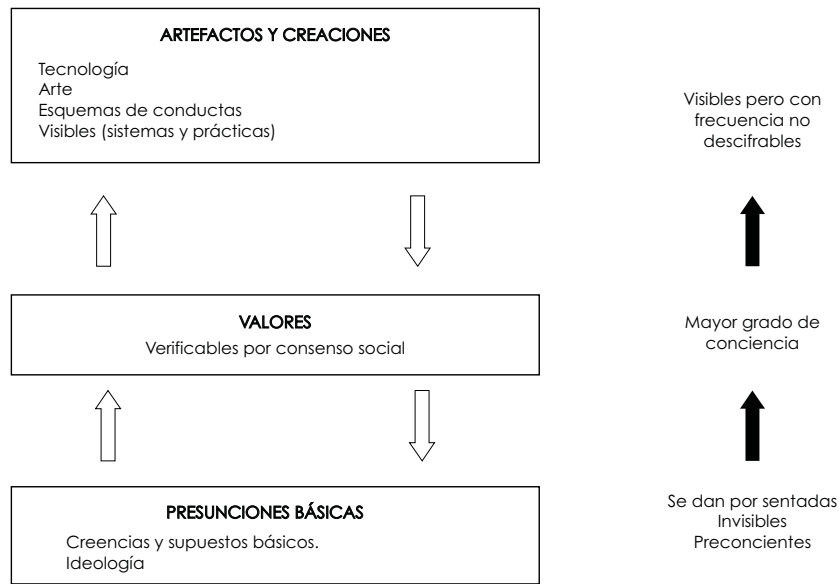 ARTEFACTOS Y CREACIONES
Tecnología
Arte
Esquemas de conductas
Visibles (sistemas y prácticas)
Visibles pero con
frecuencia no
descifrables
VALORES
Verificables por consenso social
Mayor grado de
conciencia
PRESUNCIONES BÁSICAS
Creencias y supuestos básicos.
Ideología
Se dan por sentadas
Invisibles
Preconcientes